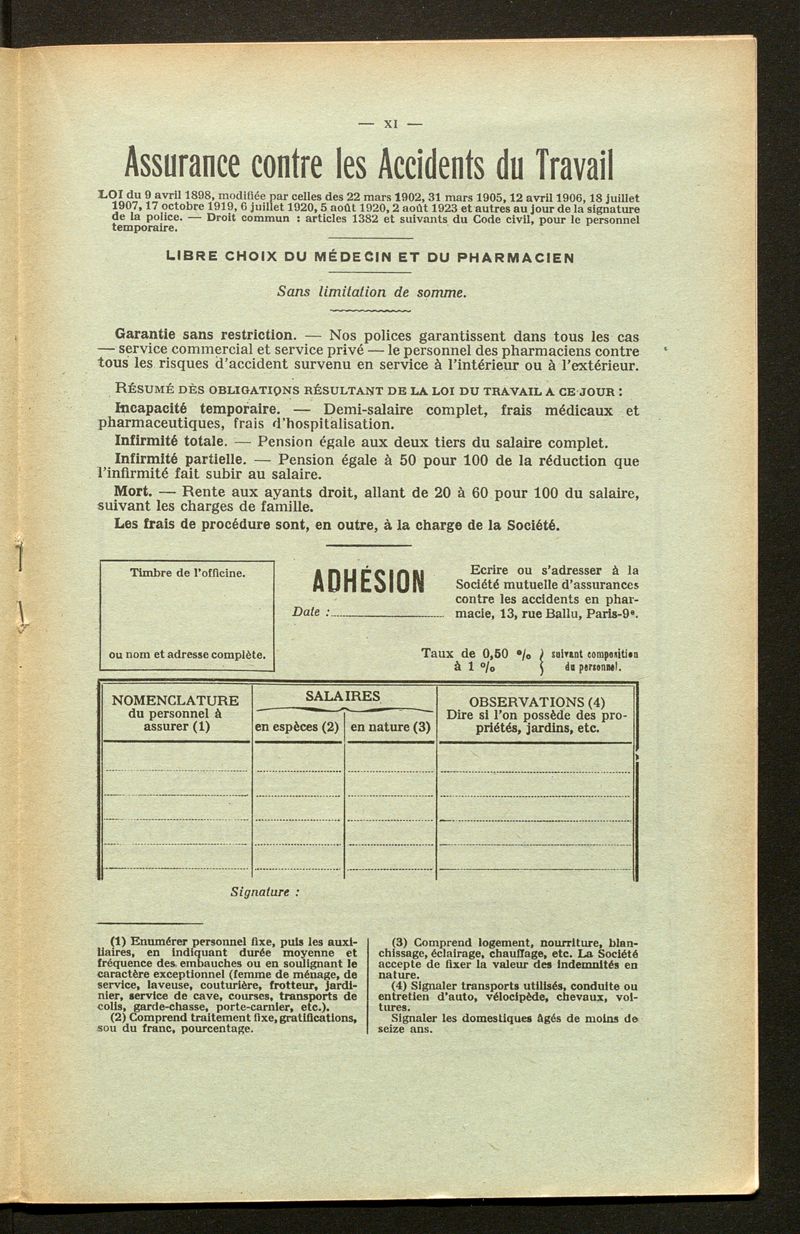 — XI —
Assurance contre les Accidents du Travail
LOI du 9 avril 1898, modifiée par celles des 22 mars 1902, 31 mars 1905, 12 avril 1906, 18 juillet
1907, 17 octobre 1919, 6 juillet 1920, 5 août 1920, 2 août 1923 et autres au jour de la signature
de la police. — Droit commun : articles 1382 et suivants du Code civil, pour le personnel
temporaire.
LIBRE CHOIX DU MÉDECIN ET DU PHARMACIEN
Sans limitation de somme.
Garantie sans restriction. — Nos polices garantissent dans tous les cas
— service commercial et service privé — le personnel des pharmaciens contre
tous les risques d'accident survenu en service à l'intérieur ou à l'extérieur.
RÉSUMÉ DES OBLIGATIONS RÉSULTANT DE LA LOI DU TRAVAIL A CE JOUR :
Incapacité temporaire. — Demi-salaire complet, frais médicaux et
pharmaceutiques, frais d'hospitalisation.
Infirmité totale. — Pension égale aux deux tiers du salaire complet.
Infirmité partielle. — Pension égale à 50 pour 100 de la réduction que
l'infirmité fait subir au salaire.
Mort. — Rente aux ayants droit, allant de 20 à 60 pour 100 du salaire,
suivant les charges de famille.
Les frais de procédure sont, en outre, à la charge de la Société.
Timbre de l'officine.
ou nom et adresse complète.
ADHÉSION
Date :
Ecrire ou s'adresser à la
Société mutuelle d'assurances
contre les accidents en phar-
macie, 13, rue Ballu, Paris-9e.
Taux de 0,50 % } suivant composition
à 1 % } du personnel.
NOMENCLATURE
du personnel à
assurer (1)
SALAIRES
en espèces (2)
en nature (3)
OBSERVATIONS (4)
Dire si l'on possède des pro-
priétés, jardins, etc.
Signature :
(1) Enumérer personnel fixe, puis les auxi-
liaires, en indiquant durée moyenne et
fréquence des embauches ou en soulignant le
caractère exceptionnel (femme de ménage, de
service, laveuse, couturière, frotteur, jardi-
nier, service de cave, courses, transports de
colis, garde-chasse, porte-carnier, etc.).
(2) Comprend traitement fixe, gratifications,
sou du franc, pourcentage.
(3) Comprend logement, nourriture, blan-
chissage, éclairage, chauffage, etc. La Société
accepte de fixer la valeur des indemnités en
nature.
(4) Signaler transports utilisés, conduite ou
entretien d'auto, vélocipède, chevaux, voi-
tures.
Signaler les domestiques âgés de moins de
seize ans.